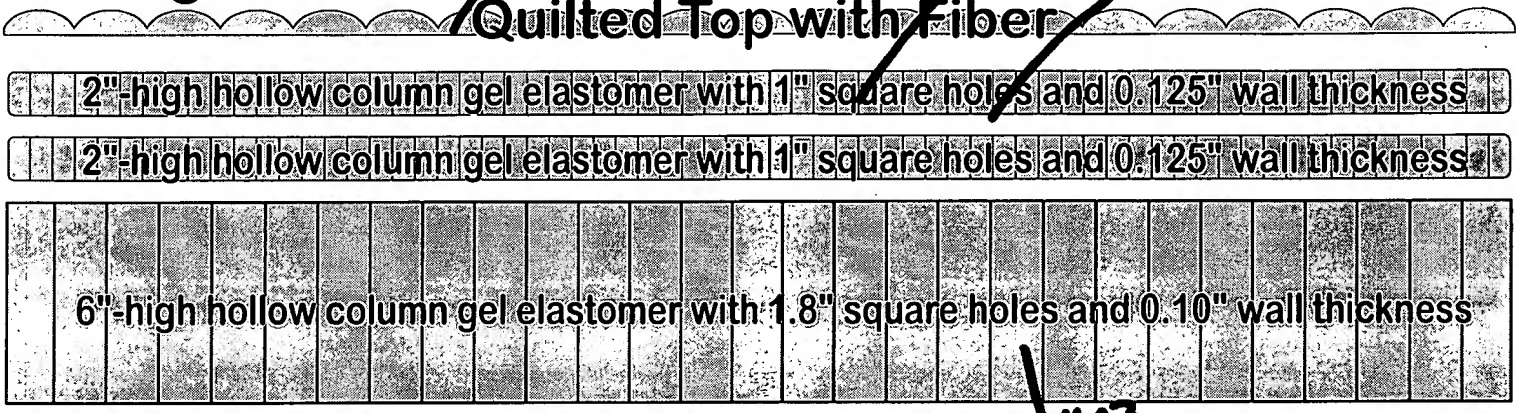 Quilted Top with Fiber
2"-high hollow column gel elastomer with 1" square holes and 0.125" wall thickness
2"-high hollow column gel elastomer with 1" square holes and 0.125" wall thickness
6"-high hollow column gel elastomer with 1.8" square holes and 0.10" wall thickness